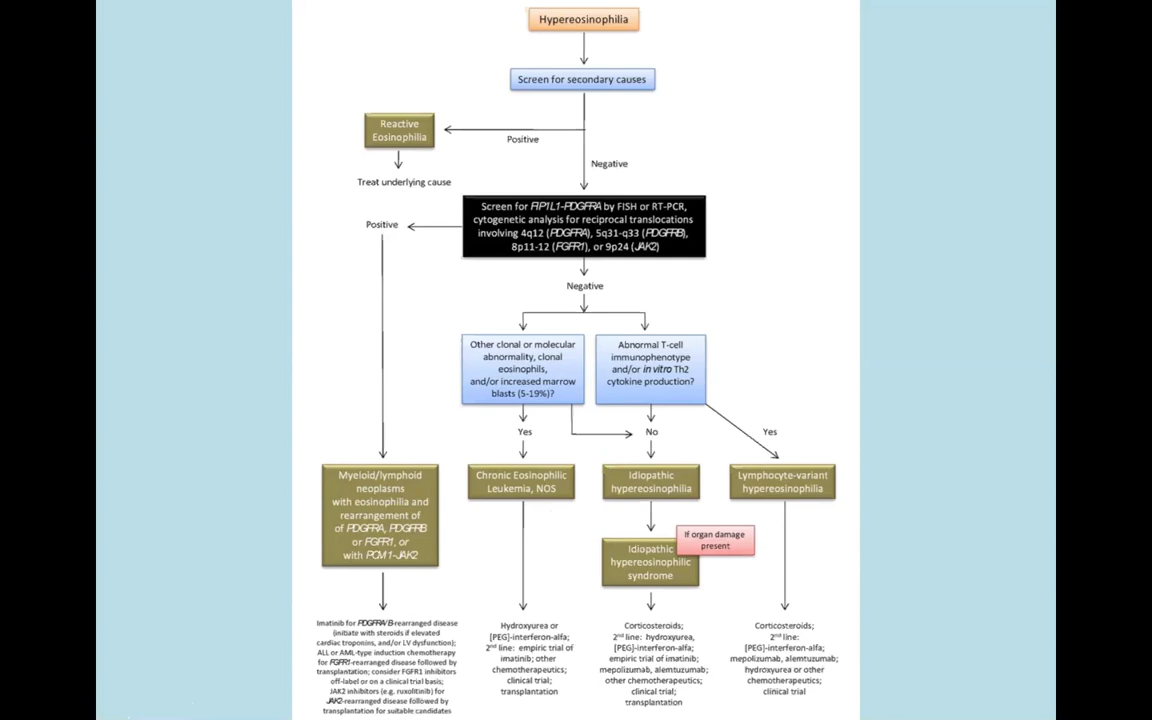 Hypereosinophilia
Screen for secondary causes
Reactive
Eosinophilia
Positive
Negative
Treat underlying cause
Screen for FIP1L1-PDGFRA by FISH or RT-PCR,
cytogenetic analysis for reciprocal translocations
involving 4q12 (PDGFRA), 5q31-q33 (PDGFRB),
8p11-12 (FGFR1), or 9p24 (JAK2)
Positive
Negative
Other clonal or molecular
abnormality, clonal
eosinophils,
and/or increased marrow
blasts (5-19%)?
Abnormal T-cell
immunophenotype
and/or in vitro Th2
cytokine production?
Yes
No
Yes
Myeloid/lymphoid
neoplasms
with eosinophilia and
rearrangement of
of PDGFRA, PDGFRB
or FGFR1, or
with PCM1-JAK2
Chronic Eosinophilic
Leukemia, NOS
Idiopathic
hypereosinophilia
Lymphocyte-variant
hypereosinophilia
If organ damage
present
Idiopathic
hypereosinophilic
syndrome
Imatinib for PDGFRA/B-rearranged disease
(initiate with steroids if elevated
cardiac troponins, and/or LV dysfunction);
ALL or AML-type induction chemotherapy
for FGFR1-rearranged disease followed by
transplantation; consider FGFR1 inhibitors
off-label or on a clinical trial basis;
JAK2 inhibitors (e.g. ruxolitinib) for
JAK2-rearranged disease followed by
transplantation for suitable candidates
Hydroxyurea or
[PEG]-interferon-alfa;
2nd line: empiric trial of
imatinib; other
chemotherapeutics;
clinical trial;
transplantation
Corticosteroids;
2nd line: hydroxyurea,
[PEG]-interferon-alfa;
empiric trial of imatinib;
mepolizumab, alemtuzumab;
other chemotherapeutics;
clinical trial;
transplantation
Corticosteroids;
2nd line:
[PEG]-interferon-alfa;
mepolizumab, alemtuzumab;
hydroxyurea or other
chemotherapeutics;
clinical trial